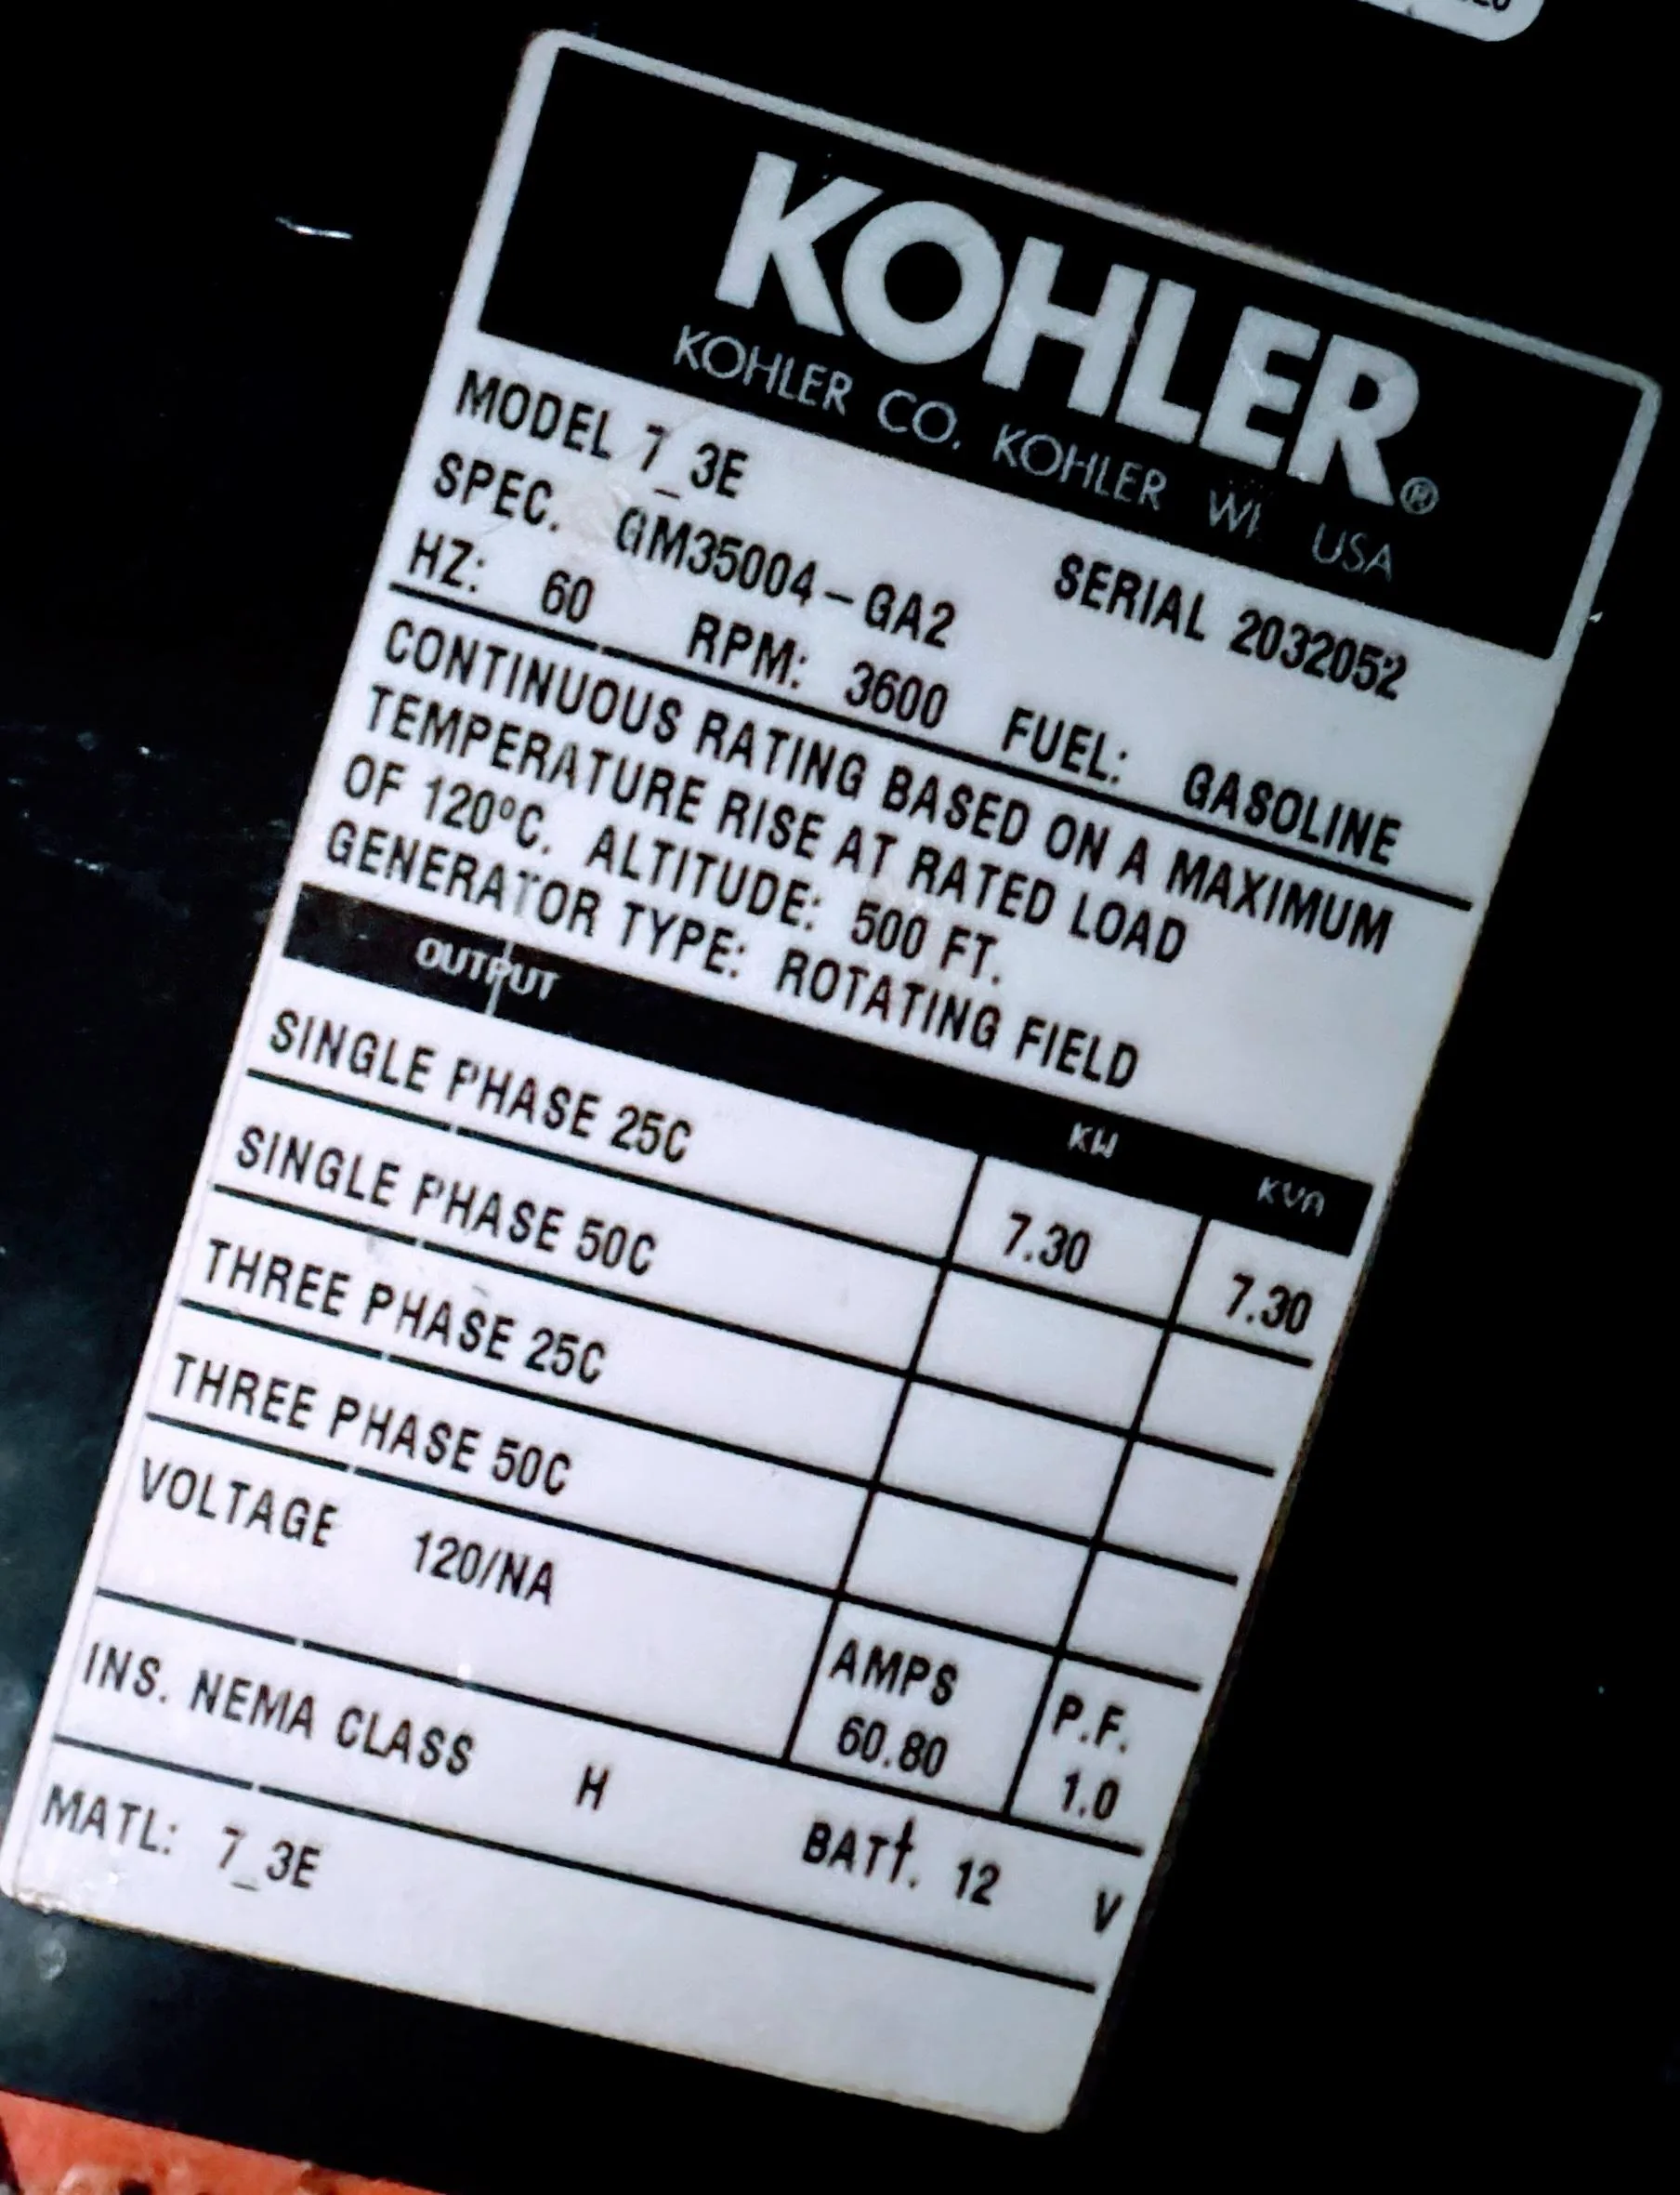 KOHLER®
KOHLER CO. KOHLER WI. USA
MODEL 7_3E SERIAL 2032052
SPEC. GM35004-GA2
HZ: 60 RPM: 3600 FUEL: GASOLINE
CONTINUOUS RATING BASED ON A MAXIMUM
TEMPERATURE RISE AT RATED LOAD
OF 120°C. ALTITUDE: 500 FT.
GENERATOR TYPE: ROTATING FIELD
OUTPUT KW KVA
SINGLE PHASE 25C 7.30 7.30
SINGLE PHASE 50C
THREE PHASE 25C
THREE PHASE 50C
VOLTAGE 120/NA AMPS P.F.
60.80 1.0
INS. NEMA CLASS H BATT. 12 V
MATL: 7_3E